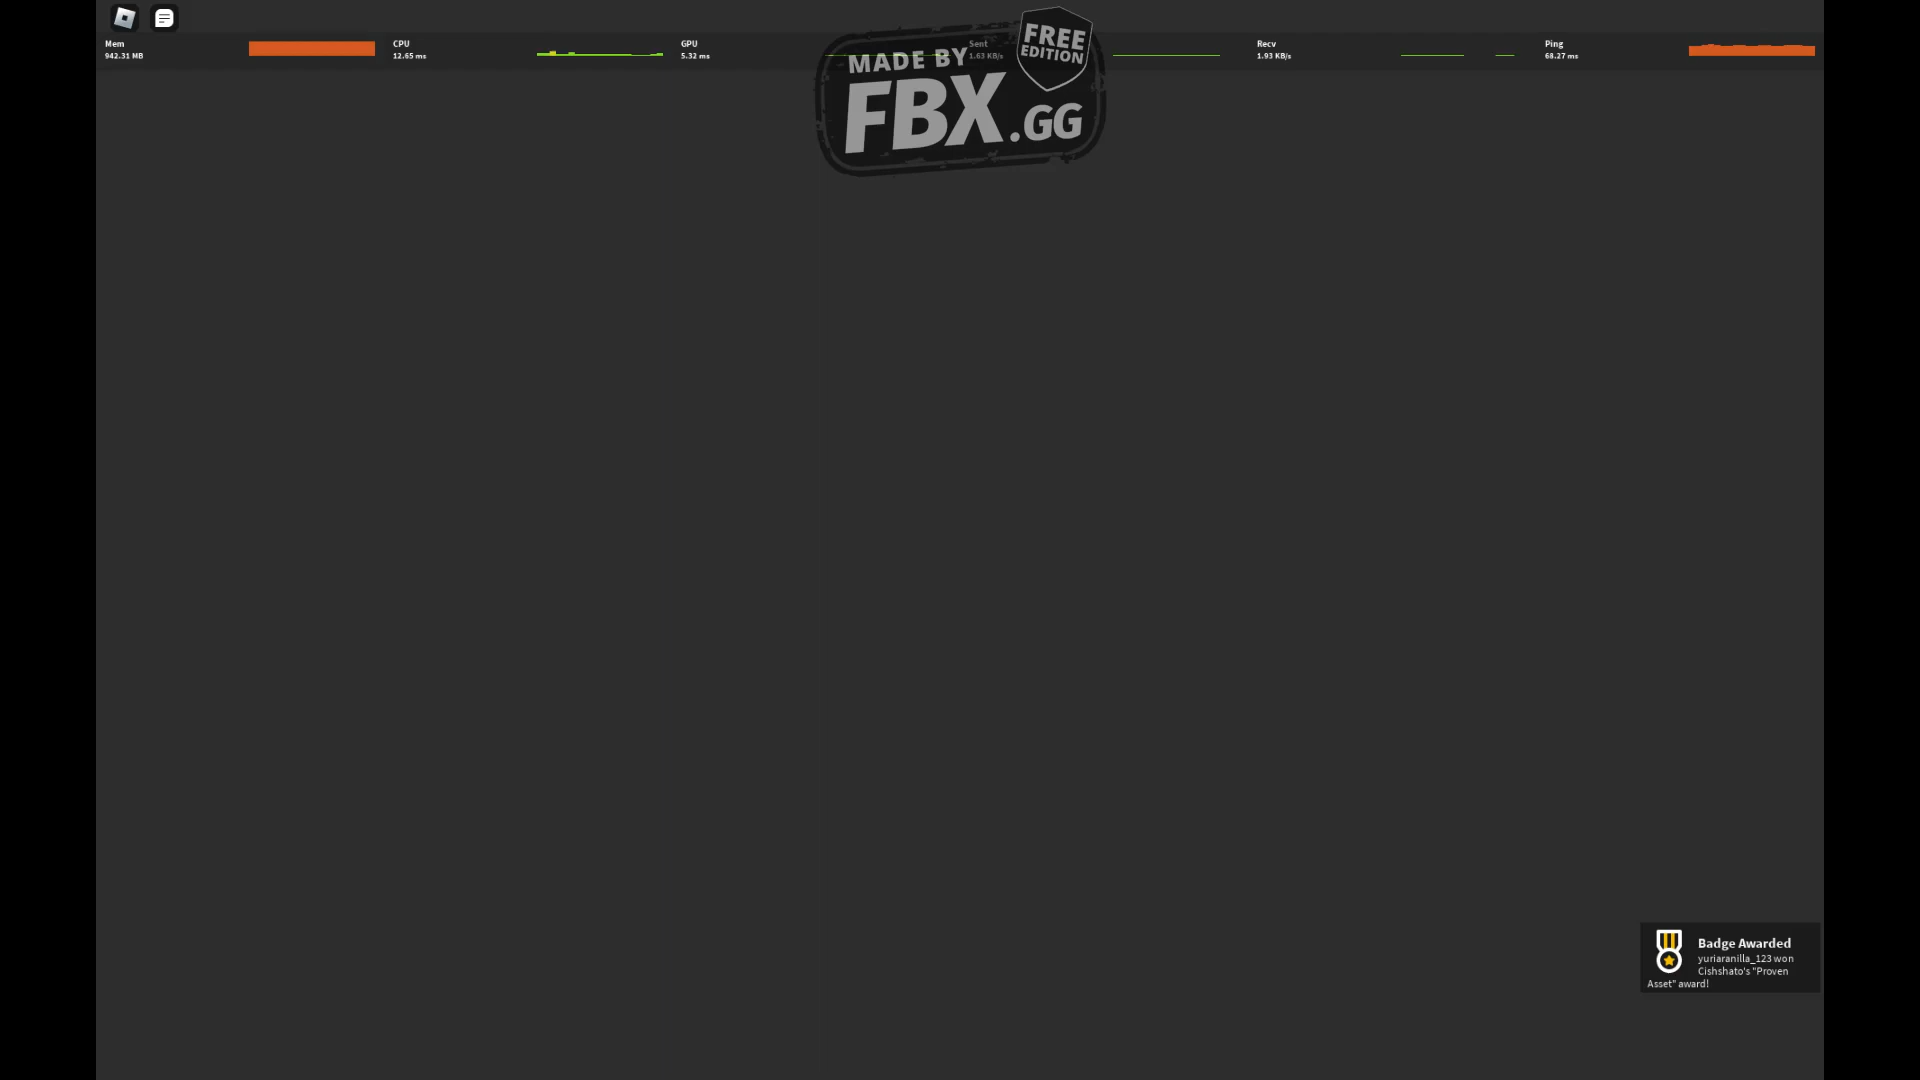 Mem
942.31 MB
CPU
12.65 ms
GPU
5.32 ms
Sent
1.63 KB/s
Recv
1.93 KB/s
Ping
68.27 ms
FREE
EDITION
MADE BY
FBX.GG
Badge Awarded
yuriaranilla_123 won
Cishshato's "Proven
Asset" award!